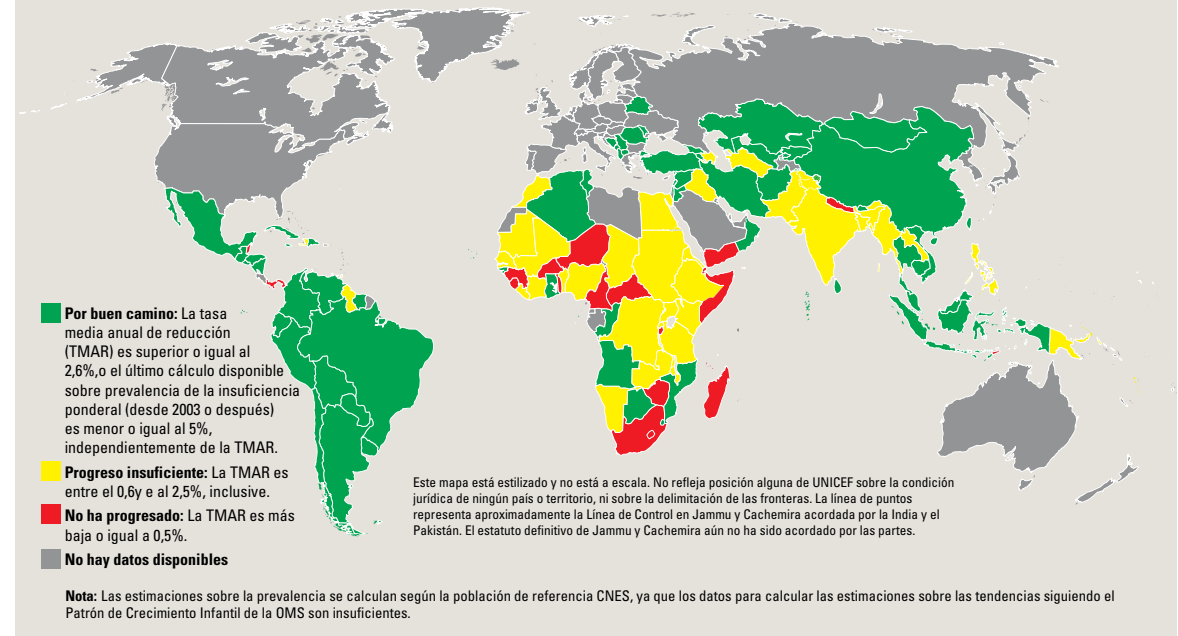 Por buen camino: La tasa
media anual de reducción
(TMAR) es superior o igual al
2,6%,o el último cálculo disponible
sobre prevalencia de la insuficiencia
ponderal (desde 2003 o después)
es menor o igual al 5%,
independientemente de la TMAR.
Progreso insuficiente: La TMAR es
entre el 0,6y e al 2,5%, inclusive.
No ha progresado: La TMAR es más
baja o igual a 0,5%.
No hay datos disponibles
Este mapa está estilizado y no está a escala. No refleja posición alguna de UNICEF sobre la condición
jurídica de ningún país o territorio, ni sobre la delimitación de las fronteras. La línea de puntos
representa aproximadamente la Línea de Control en Jammu y Cachemira acordada por la India y el
Pakistán. El estatuto definitivo de Jammu y Cachemira aún no ha sido acordado por las partes.
Nota: Las estimaciones sobre la prevalencia se calculan según la población de referencia CNES, ya que los datos para calcular las estimaciones sobre las tendencias siguiendo el
Patrón de Crecimiento Infantil de la OMS son insuficientes.